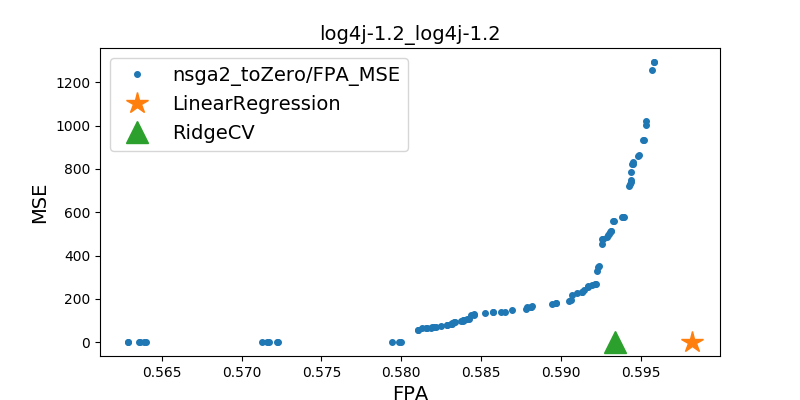 log4j-1.2_log4j-1.2
nsga2_toZero/FPA_MSE
LinearRegression
RidgeCV
MSE
1200
1000
800
600
400
200
0
0.565 0.570 0.575 0.580 0.585 0.590 0.595
FPA